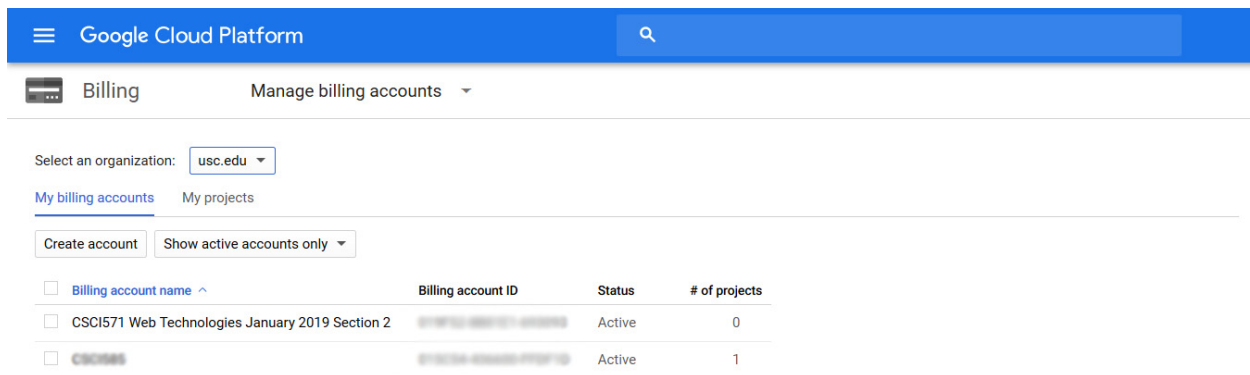 Google Cloud Platform
Billing Manage billing accounts
Select an organization: usc.edu
My billing accounts My projects
Create account Show active accounts only
Billing account name Billing account ID Status # of projects
CSCI571 Web Technologies January 2019 Section 2 Active 0
Active 1